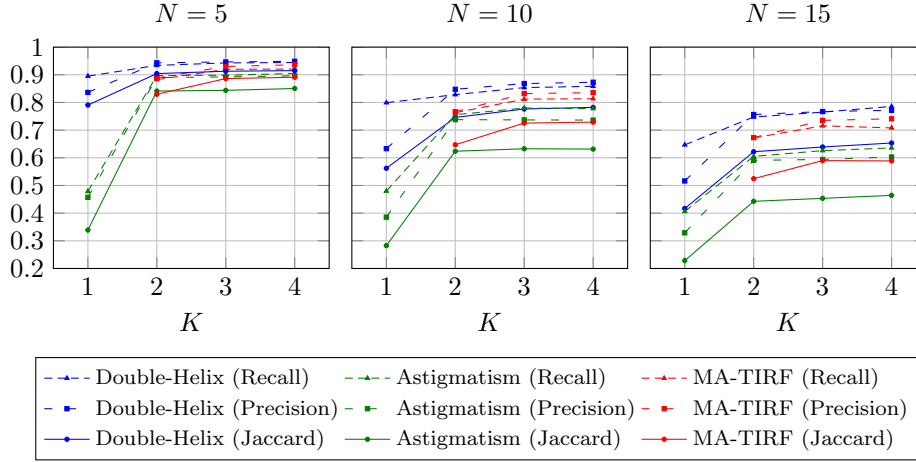 N = 5
N = 10
N = 15
1
0.9
0.8
0.7
0.6
0.5
0.4
0.3
0.2
1 2 3 4
1 2 3 4
1 2 3 4
K
K
K
Double-Helix (Recall) Astigmatism (Recall) MA-TIRF (Recall)
Double-Helix (Precision) Astigmatism (Precision) MA-TIRF (Precision)
Double-Helix (Jaccard) Astigmatism (Jaccard) MA-TIRF (Jaccard)